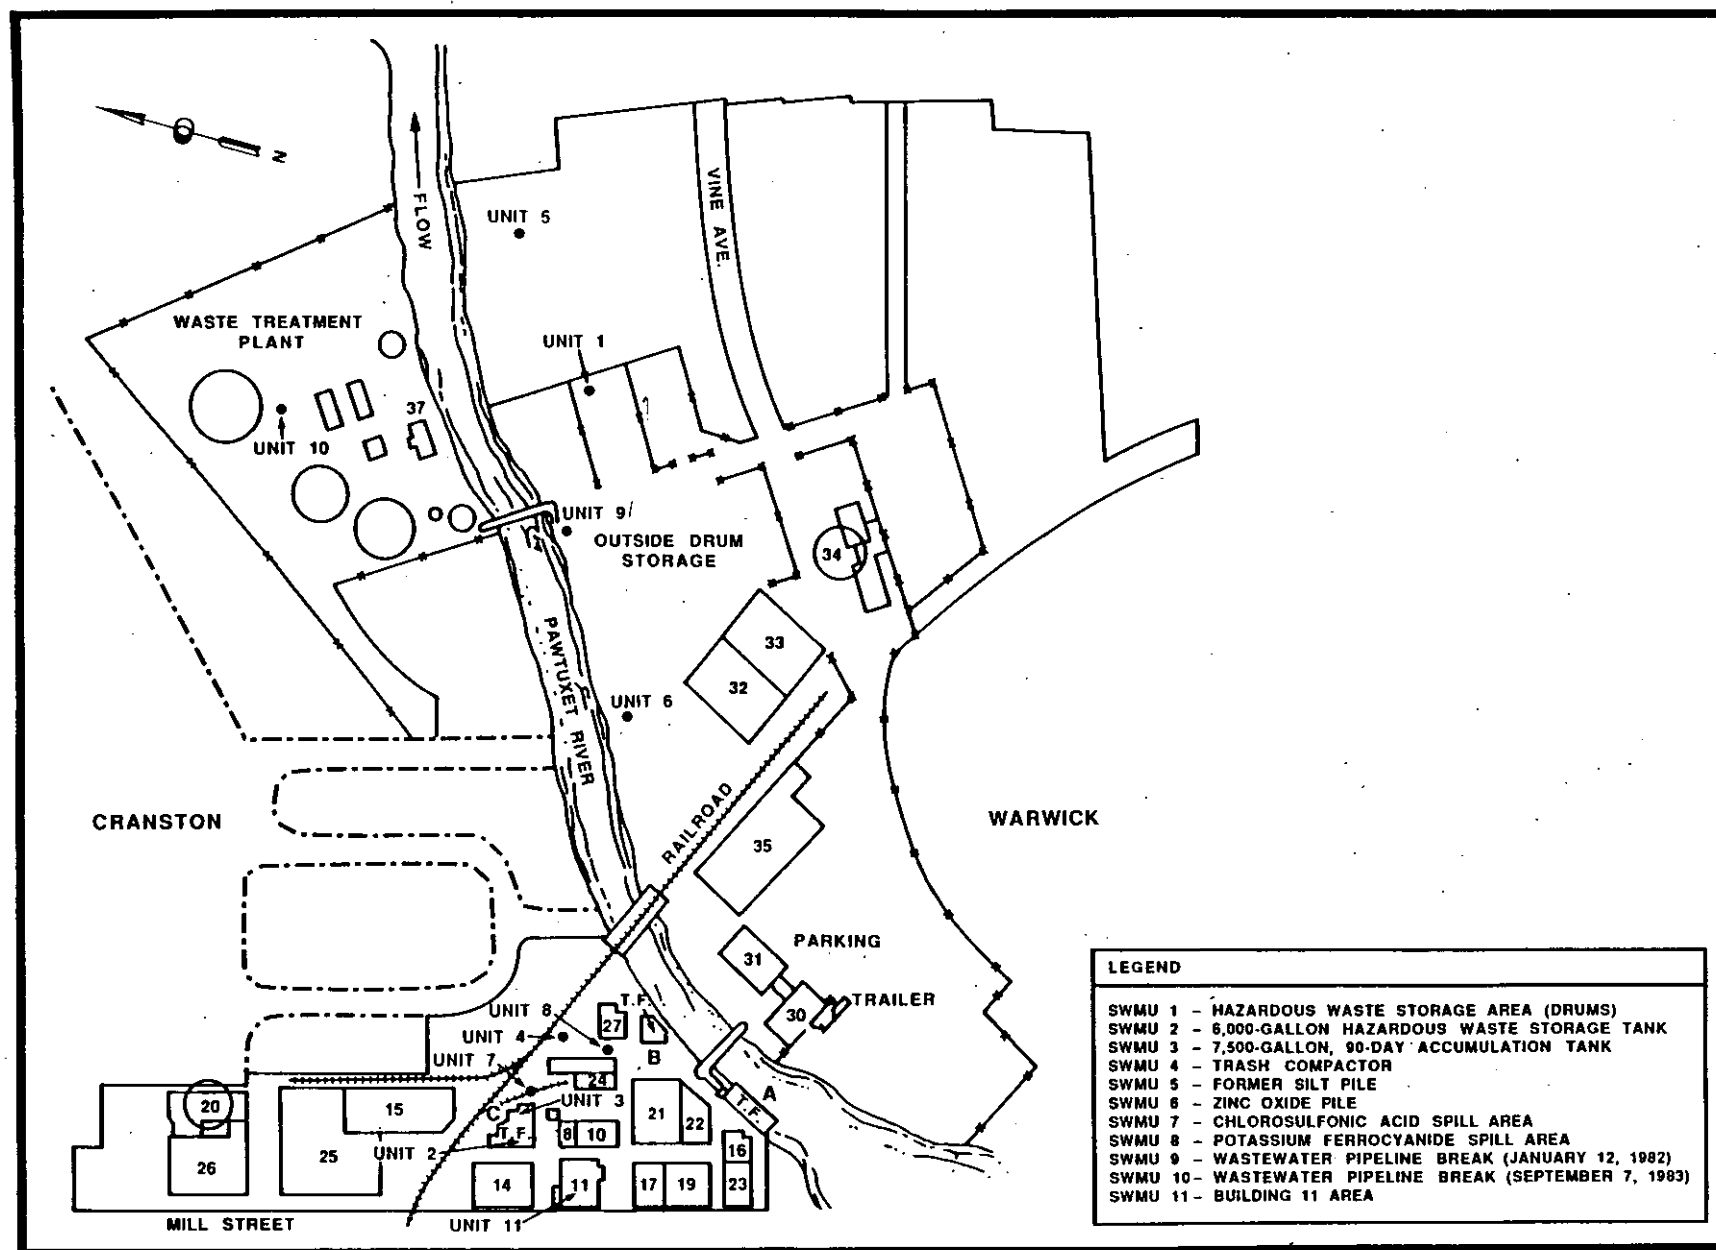 N
FLOW
UNIT 5
VINE AVE.
WASTE TREATMENT
PLANT
UNIT 1
37
UNIT 10
UNIT 9
OUTSIDE DRUM
STORAGE
34
33
32
PAWTUXET RIVER
UNIT 6
CRANSTON
WARWICK
RAILROAD
35
PARKING
31
TRAILER
30
T.F.
UNIT 8
27
UNIT 4
B
UNIT 7
24
A
T.F.
UNIT 3
C
20
15
21
22
T.F.
8
10
UNIT 2
16
26
25
14
11
17
19
23
MILL STREET
UNIT 11
LEGEND
SWMU 1 - HAZARDOUS WASTE STORAGE AREA (DRUMS)
SWMU 2 - 6,000-GALLON HAZARDOUS WASTE STORAGE TANK
SWMU 3 - 7,500-GALLON, 90-DAY ACCUMULATION TANK
SWMU 4 - TRASH COMPACTOR
SWMU 5 - FORMER SILT PILE
SWMU 6 - ZINC OXIDE PILE
SWMU 7 - CHLOROSULFONIC ACID SPILL AREA
SWMU 8 - POTASSIUM FERROCYANIDE SPILL AREA
SWMU 9 - WASTEWATER PIPELINE BREAK (JANUARY 12, 1982)
SWMU 10- WASTEWATER PIPELINE BREAK (SEPTEMBER 7, 1983)
SWMU 11- BUILDING 11 AREA